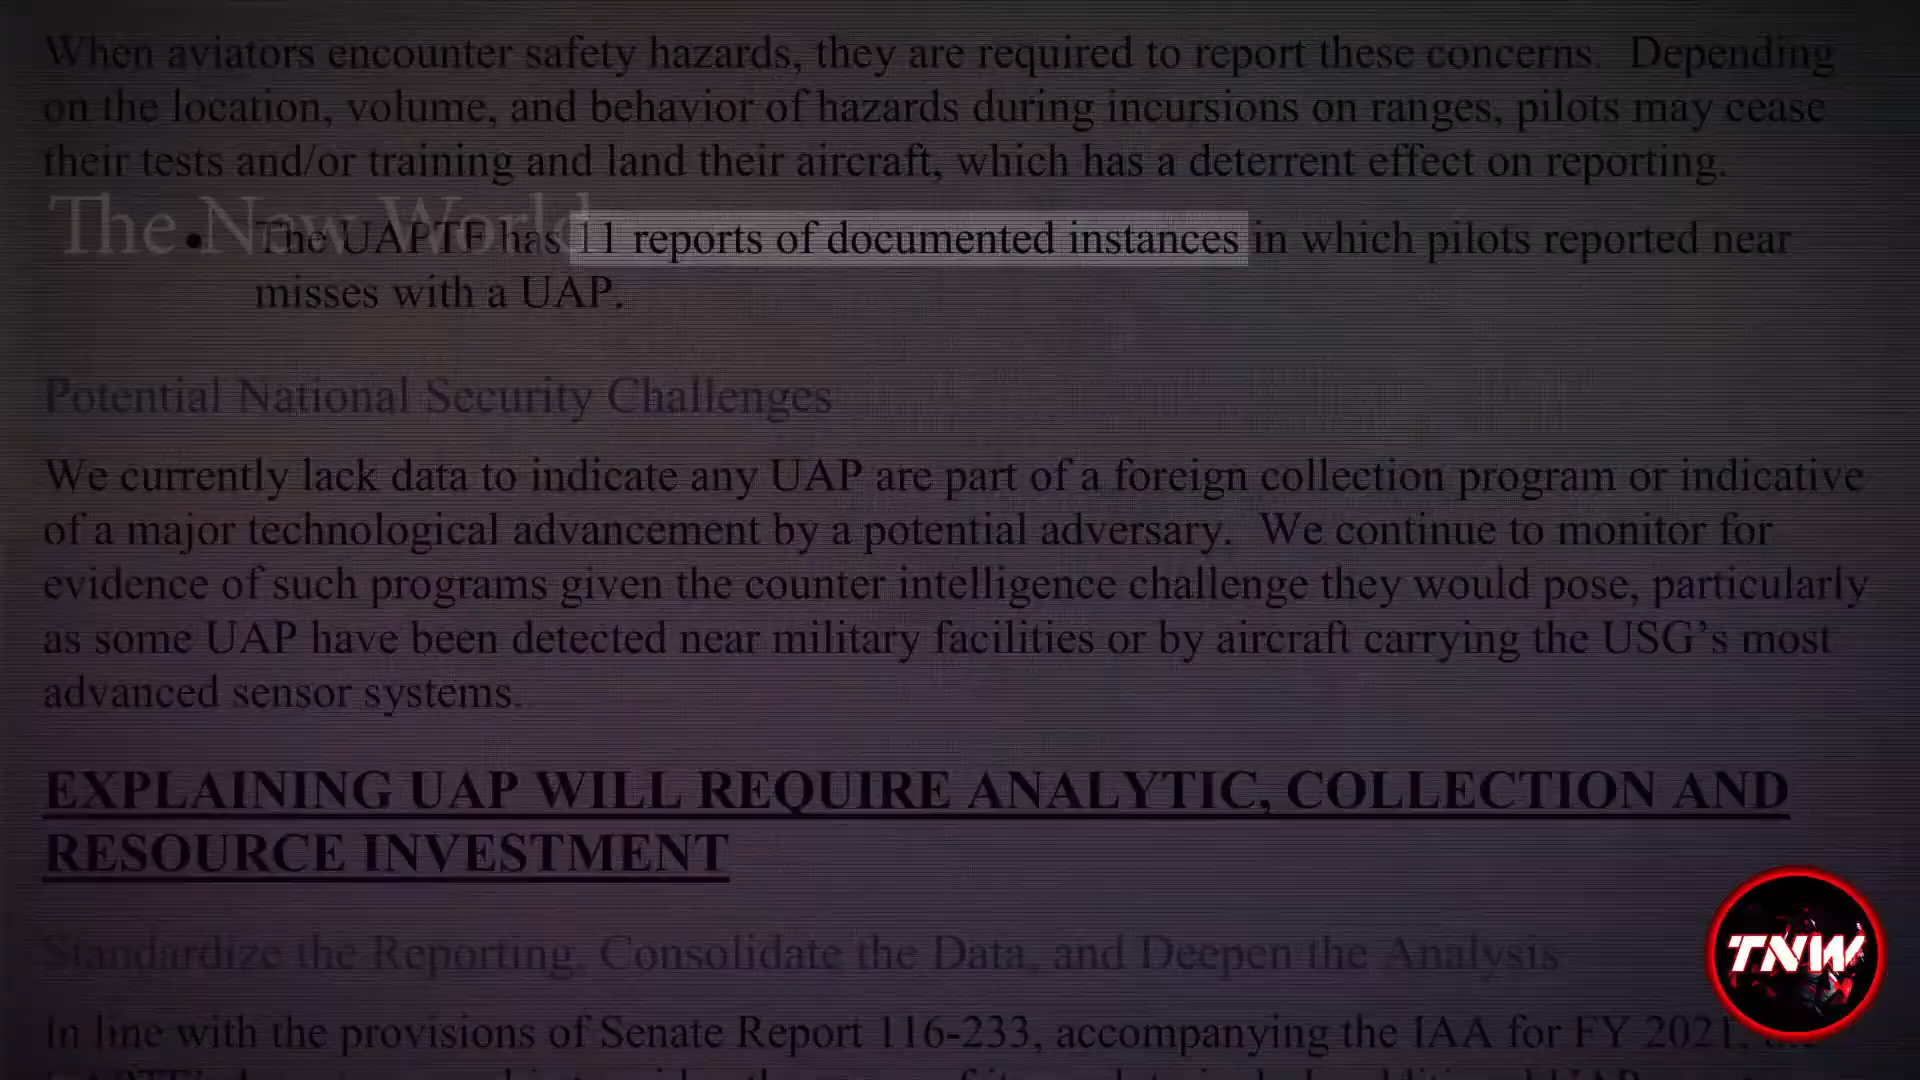 When aviators encounter safety hazards, they are required to report these concerns. Depending
on the location, volume, and behavior of hazards during incursions on ranges, pilots may cease
their tests and/or training and land their aircraft, which has a deterrent effect on reporting.
The New World
• The UAPTF has 11 reports of documented instances in which pilots reported near
misses with a UAP.
Potential National Security Challenges
We currently lack data to indicate any UAP are part of a foreign collection program or indicative
of a major technological advancement by a potential adversary. We continue to monitor for
evidence of such programs given the counter intelligence challenge they would pose, particularly
as some UAP have been detected near military facilities or by aircraft carrying the USG’s most
advanced sensor systems.
EXPLAINING UAP WILL REQUIRE ANALYTIC, COLLECTION AND
RESOURCE INVESTMENT
Standardize the Reporting, Consolidate the Data, and Deepen the Analysis
In line with the provisions of Senate Report 116-233, accompanying the IAA for FY 2021,
TNW